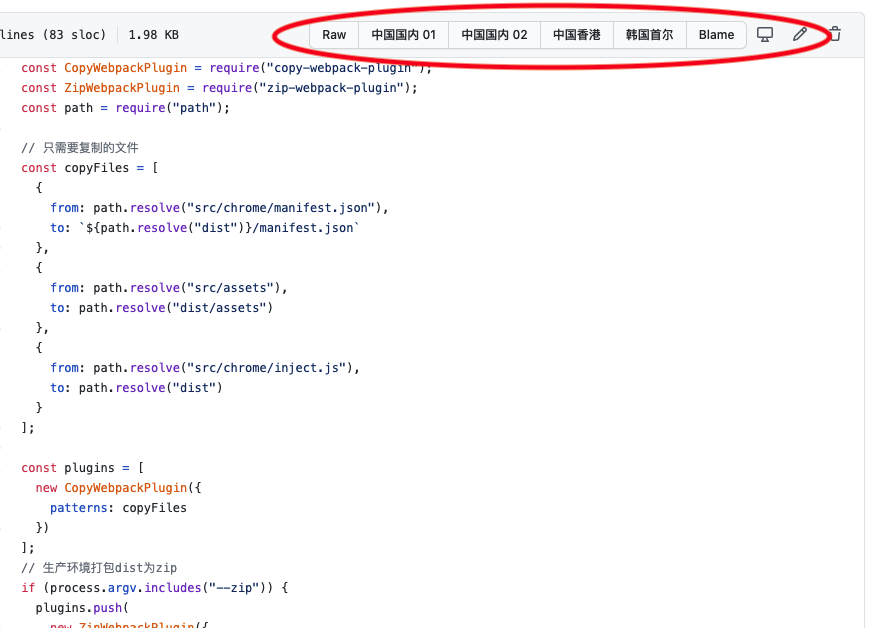 lines (83 sloc) 1.98 KB Raw 中国国内 01 中国国内 02 中国香港 韩国首尔 Blame
const CopyWebpackPlugin = require("copy-webpack-plugin");
const ZipWebpackPlugin = require("zip-webpack-plugin");
const path = require("path");
// 只需要复制的文件
const copyFiles = [
{
from: path.resolve("src/chrome/manifest.json"),
to: `${path.resolve("dist")}/manifest.json`
},
{
from: path.resolve("src/assets"),
to: path.resolve("dist/assets")
},
{
from: path.resolve("src/chrome/inject.js"),
to: path.resolve("dist")
}
];
const plugins = [
new CopyWebpackPlugin({
patterns: copyFiles
})
];
// 生产环境打包dist为zip
if (process.argv.includes("--zip")) {
plugins.push(
new ZipWebpackPlugin({